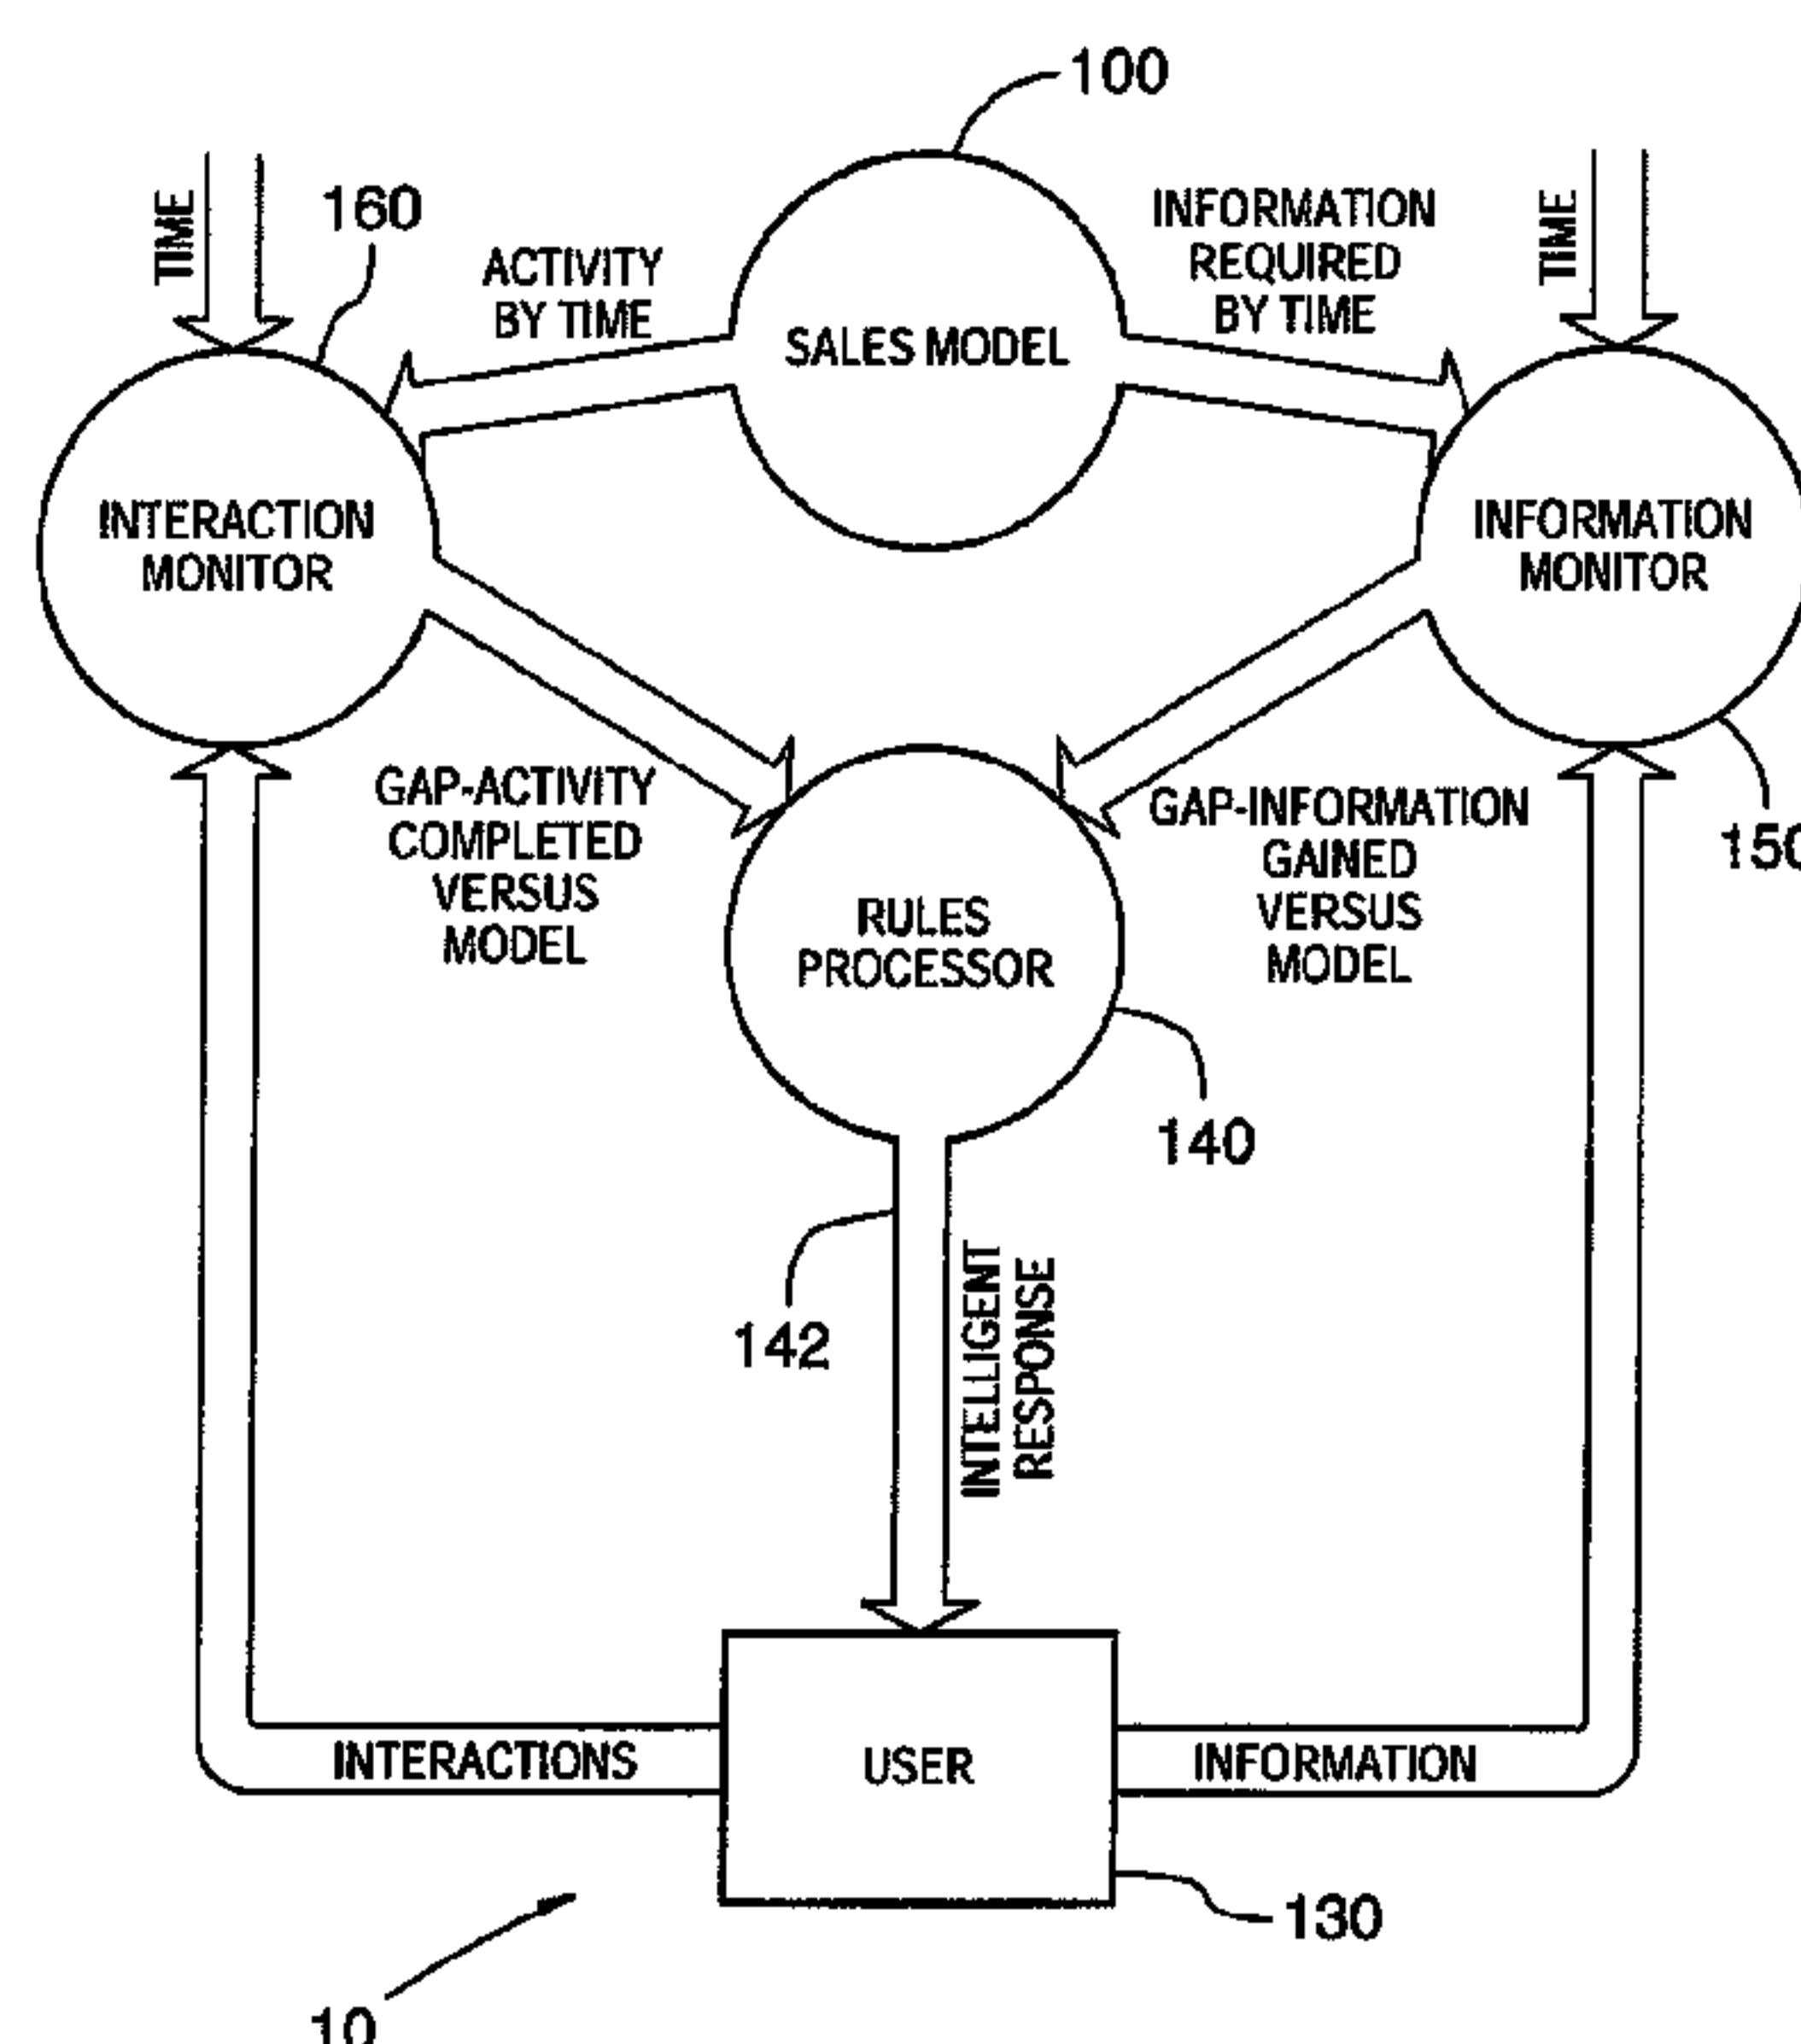 100
TIME
160
ACTIVITY
BY TIME
INFORMATION
REQUIRED
BY TIME
TIME
SALES MODEL
INTERACTION
MONITOR
INFORMATION
MONITOR
GAP-ACTIVITY
COMPLETED
VERSUS
MODEL
GAP-INFORMATION
GAINED
VERSUS
MODEL
150
RULES
PROCESSOR
140
142
INTELLIGENT
RESPONSE
INTERACTIONS
USER
INFORMATION
130
10